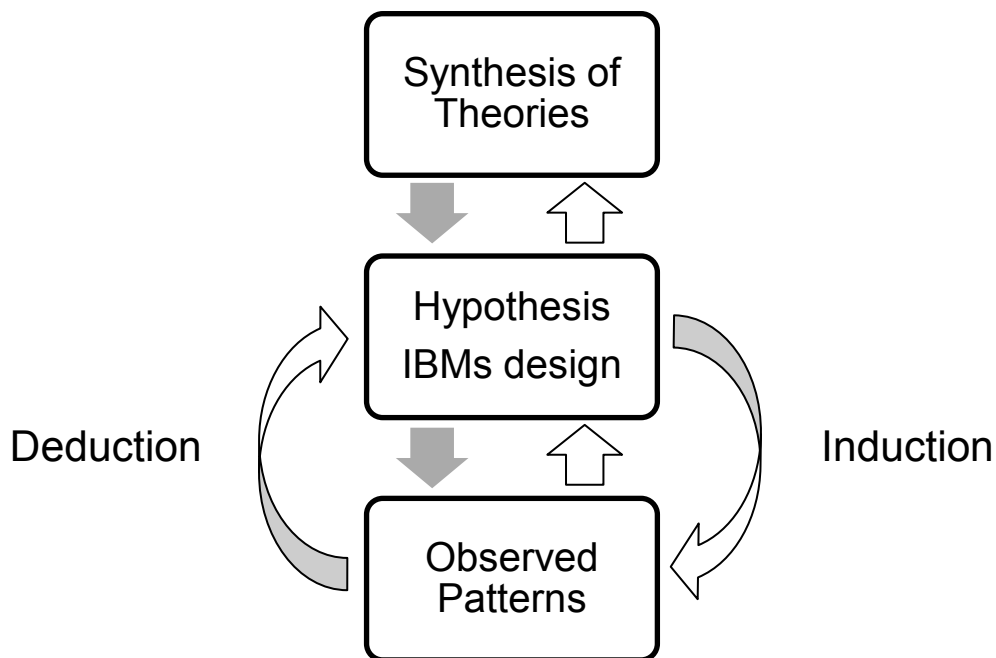 Synthesis of
Theories
Hypothesis
IBMs design
Deduction
Induction
Observed
Patterns